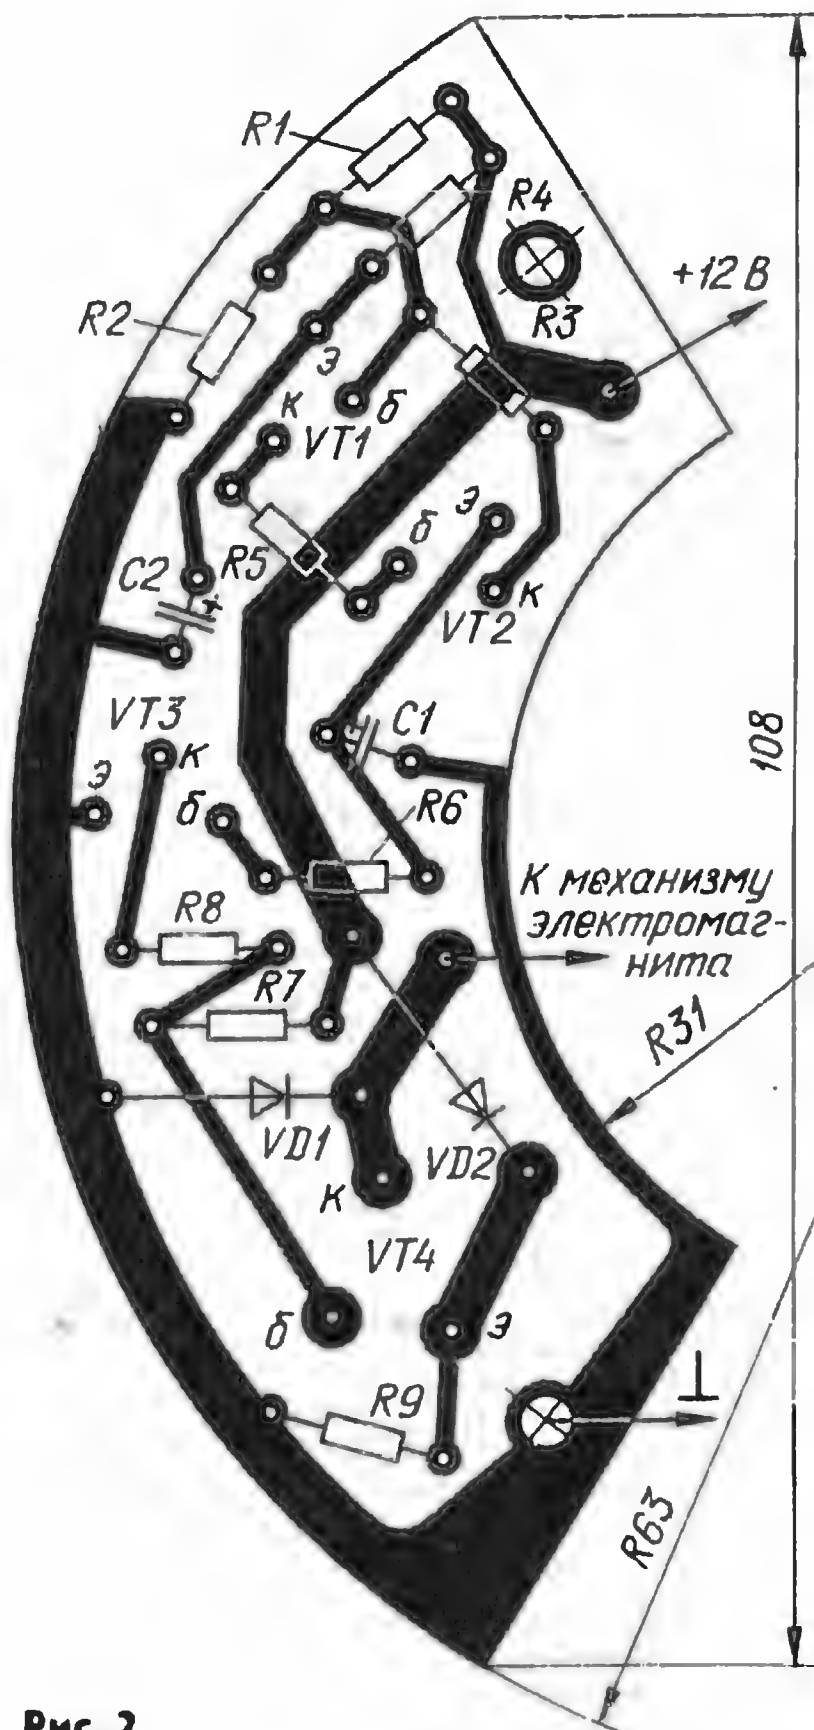 R1
R4
+12 В
R2
R3
э
к
б
VT1
э
б
C2
R5
+
к
VT2
VT3
C1
108
к
э
б
R6
К механизму
электромаг-
нита
R8
R7
R31
VD1
VD2
к
VT4
б
э
R9
⊥
R63
Рис. 2